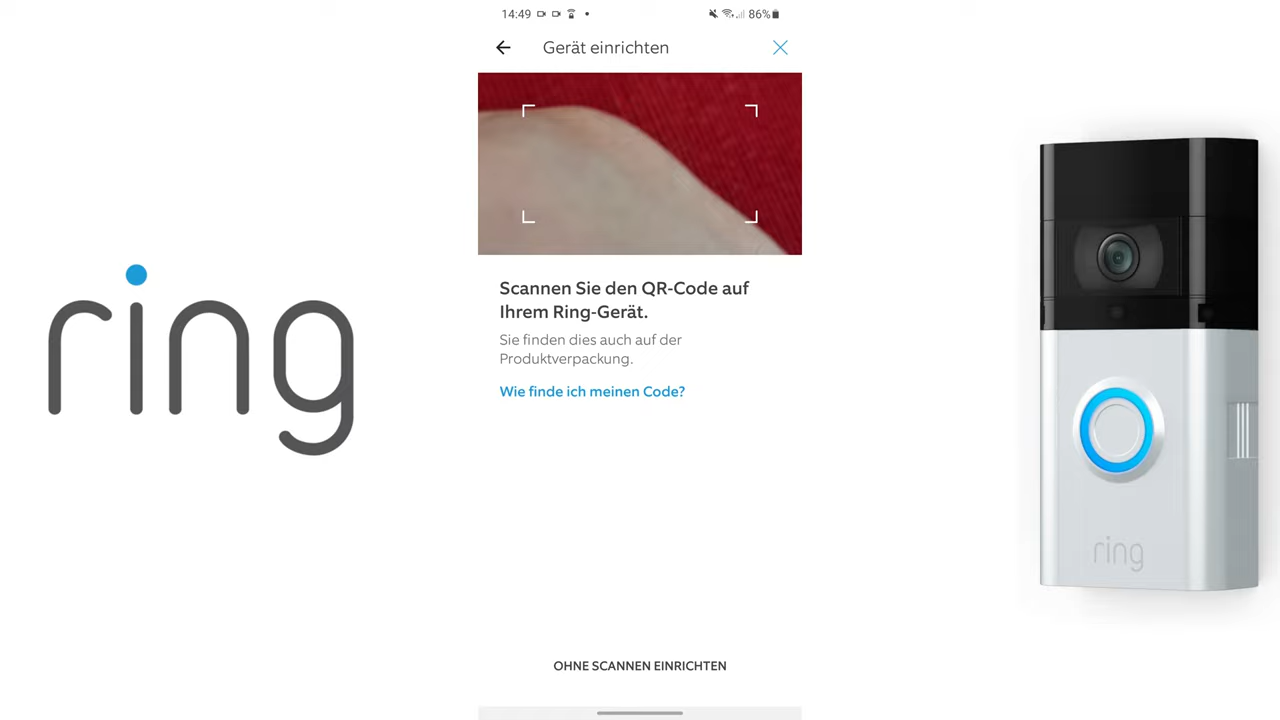 14:49
86%
Gerät einrichten
Scannen Sie den QR-Code auf
Ihrem Ring-Gerät.
Sie finden dies auch auf der
Produktverpackung.
Wie finde ich meinen Code?
OHNE SCANNEN EINRICHTEN
ring
ring